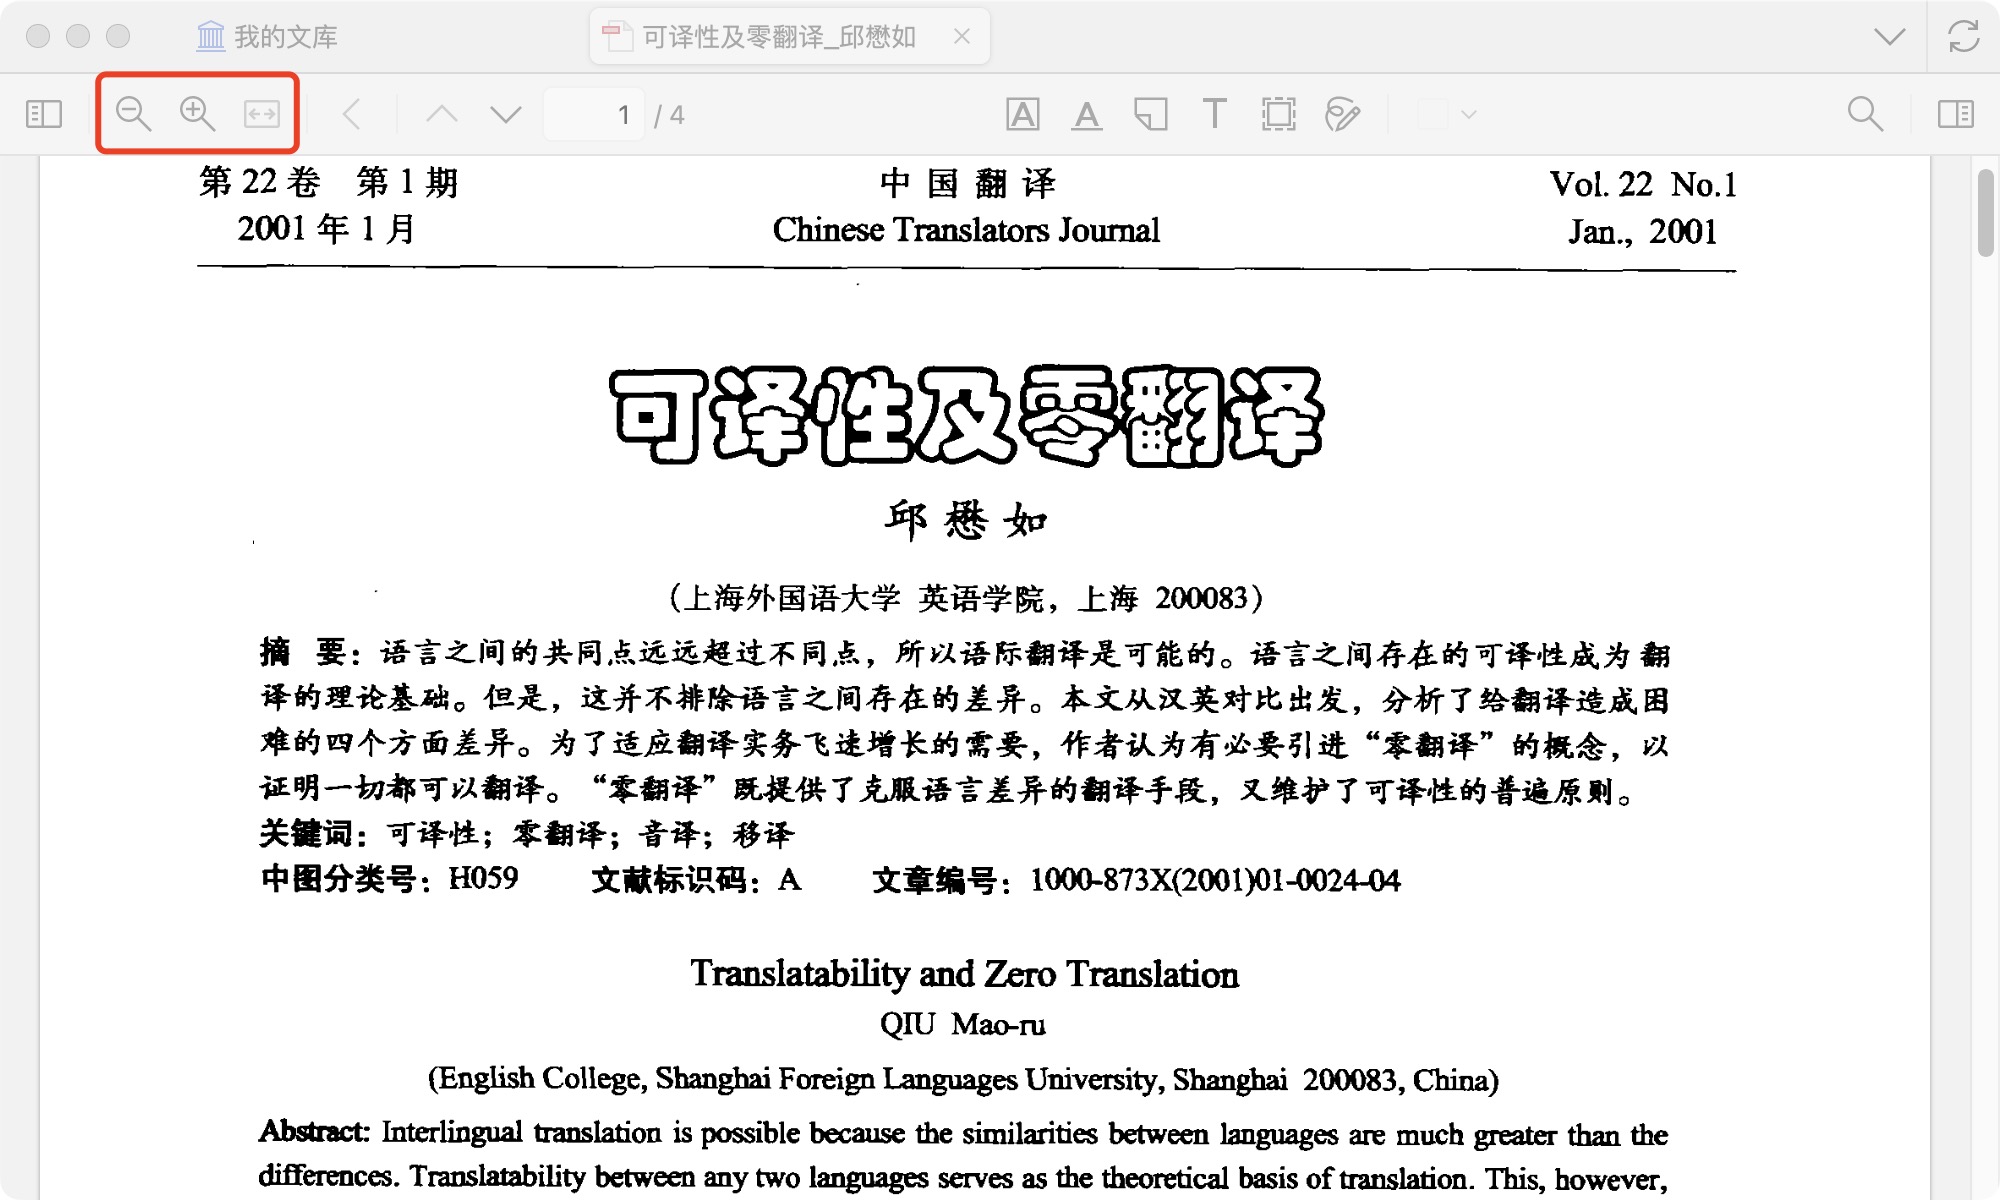 我的文库
可译性及零翻译_邱懋如
1 / 4
第 22 卷 第 1 期
中 国 翻 译
Vol. 22 No.1
2001 年 1 月
Chinese Translators Journal
Jan., 2001
可译性及零翻译
邱 懋 如
(上海外国语大学 英语学院，上海 200083)
摘 要：语言之间的共同点远远超过不同点，所以语际翻译是可能的。语言之间存在的可译性成为翻
译的理论基础。但是，这并不排除语言之间存在的差异。本文从汉英对比出发，分析了给翻译造成困
难的四个方面差异。为了适应翻译实务飞速增长的需要，作者认为有必要引进“零翻译”的概念，以
证明一切都可以翻译。“零翻译”既提供了克服语言差异的翻译手段，又维护了可译性的普遍原则。
关键词：可译性；零翻译；音译；移译
中图分类号：H059 文献标识码：A 文章编号：1000-873X(2001)01-0024-04
Translatability and Zero Translation
QIU Mao-ru
(English College, Shanghai Foreign Languages University, Shanghai 200083, China)
Abstract: Interlingual translation is possible because the similarities between languages are much greater than the
differences. Translatability between any two languages serves as the theoretical basis of translation. This, however,